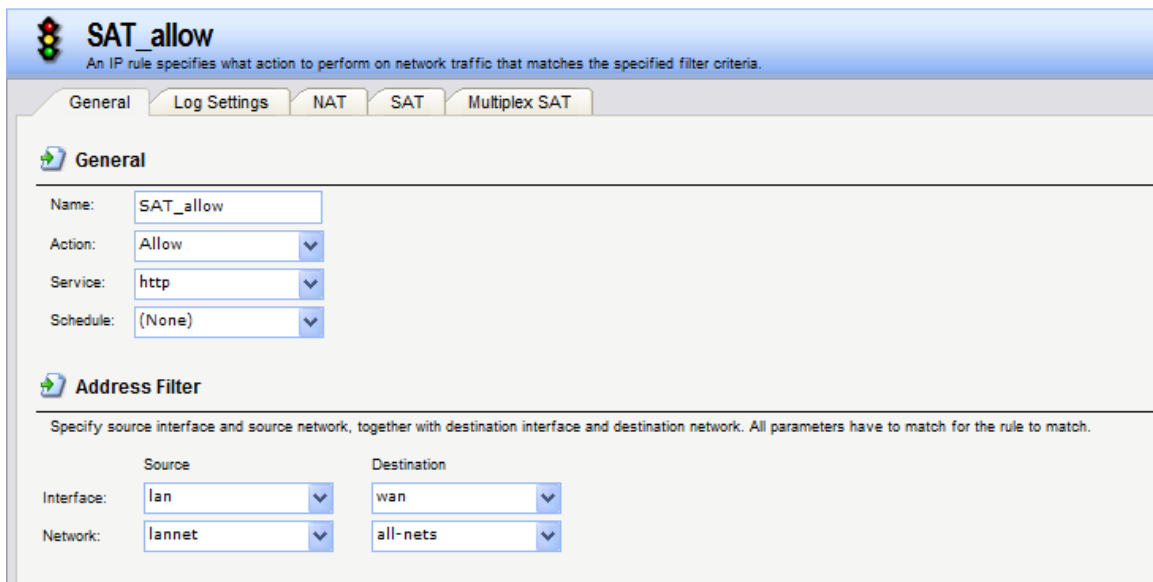 SAT_allow
An IP rule specifies what action to perform on network traffic that matches the specified filter criteria.
General Log Settings NAT SAT Multiplex SAT
General
Name: SAT_allow
Action: Allow
Service: http
Schedule: (None)
Address Filter
Specify source interface and source network, together with destination interface and destination network. All parameters have to match for the rule to match.
Source Destination
Interface: lan wan
Network: lannet all-nets